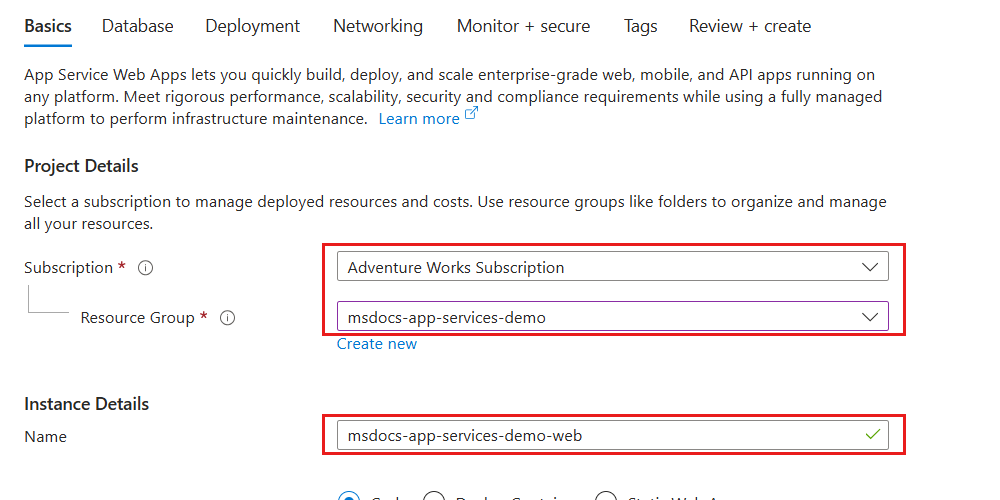 Basics Database Deployment Networking Monitor + secure Tags Review + create
App Service Web Apps lets you quickly build, deploy, and scale enterprise-grade web, mobile, and API apps running on
any platform. Meet rigorous performance, scalability, security and compliance requirements while using a fully managed
platform to perform infrastructure maintenance. Learn more
Project Details
Select a subscription to manage deployed resources and costs. Use resource groups like folders to organize and manage
all your resources.
Subscription * Adventure Works Subscription
Resource Group * msdocs-app-services-demo
Create new
Instance Details
Name msdocs-app-services-demo-web